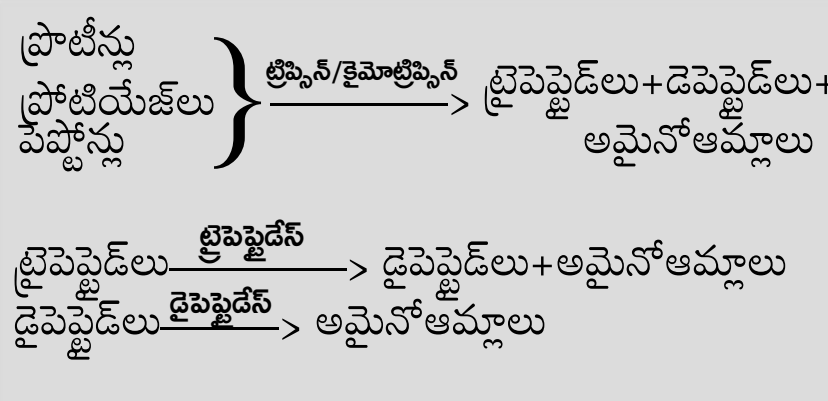 ప్రొటీన్లు
ట్రిప్సిన్/కైమోట్రిప్సిన్
ప్రోటియేజ్‌లు
ట్రైపెప్టైడ్‌లు+డెపెప్టైడ్‌లు+
పెప్టోన్లు
అమైనోఆమ్లాలు
ట్రైపెప్టైడ్‌లు ట్రైపెప్టైడేస్ డైపెప్టైడ్‌లు+అమైనోఆమ్లాలు
డైపెప్టైడ్‌లు డైపెప్టైడేస్ అమైనోఆమ్లాలు